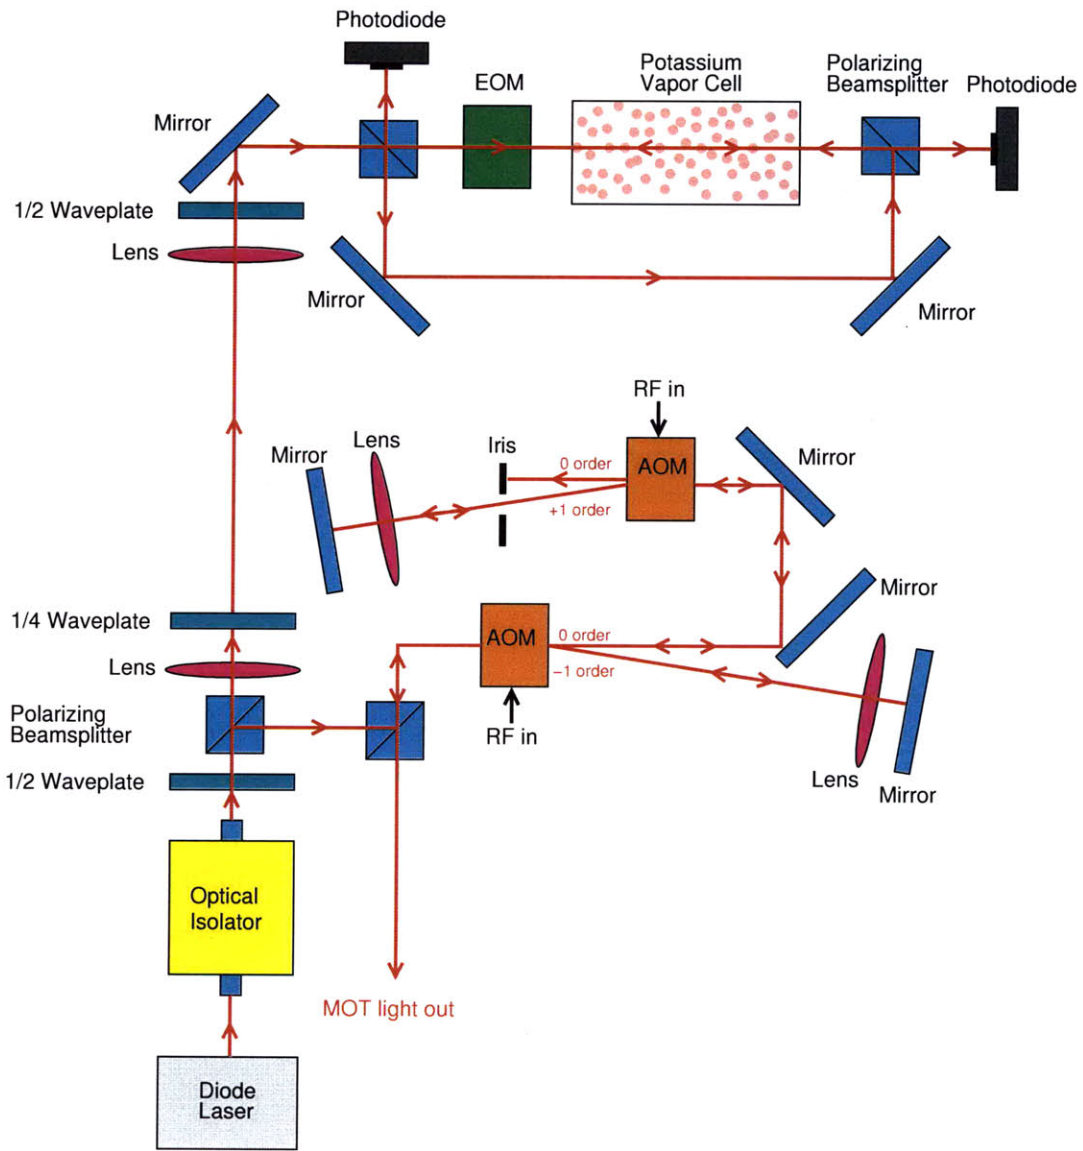 Photodiode
EOM
Potassium
Vapor Cell
Polarizing
Beamsplitter
Photodiode
Mirror
1/2 Waveplate
Lens
Mirror
Mirror
RF in
Mirror
Lens
Iris
0 order
AOM
Mirror
+1 order
Mirror
1/4 Waveplate
AOM
0 order
−1 order
Lens
Polarizing
Beamsplitter
RF in
1/2 Waveplate
Lens
Mirror
Optical
Isolator
MOT light out
Diode
Laser